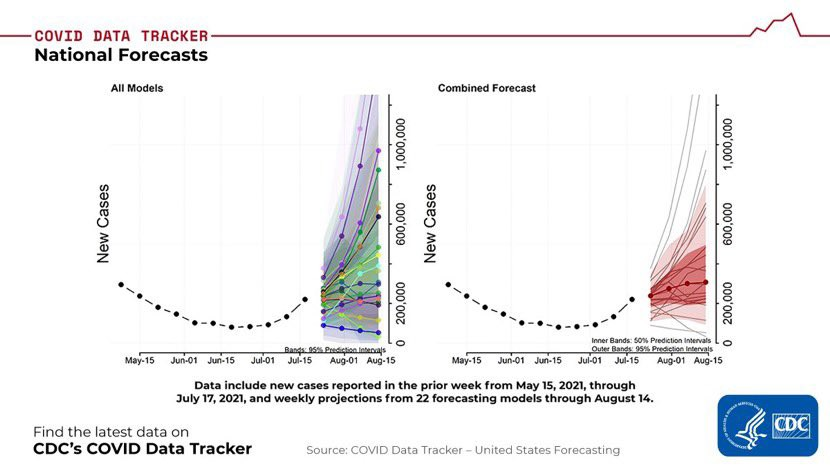 COVID DATA TRACKER
National Forecasts
All Models
Combined Forecast
New Cases
0
200,000
600,000
1,000,000
Bands: 95% Prediction Intervals
May-15 Jun-01 Jun-15 Jul-01 Jul-15 Aug-01 Aug-15
New Cases
0
200,000
600,000
1,000,000
Inner Bands: 50% Prediction Intervals
Outer Bands: 95% Prediction Intervals
May-15 Jun-01 Jun-15 Jul-01 Jul-15 Aug-01 Aug-15
Data include new cases reported in the prior week from May 15, 2021, through
July 17, 2021, and weekly projections from 22 forecasting models through August 14.
Find the latest data on
CDC's COVID Data Tracker
Source: COVID Data Tracker – United States Forecasting
CDC